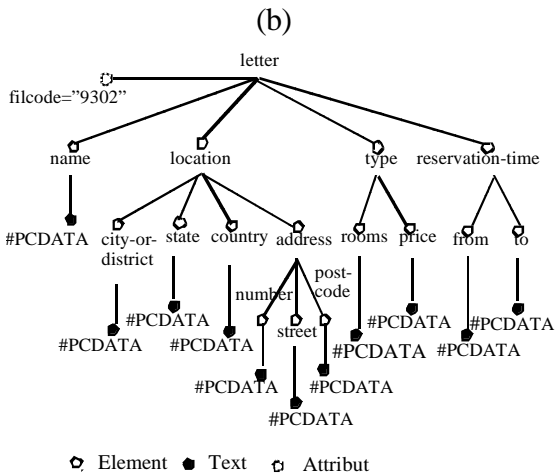 (b)
letter
filcode=”9302”
name location type reservation-time
#PCDATA city-or-district state country address rooms price from to
number post-code
street
#PCDATA #PCDATA #PCDATA #PCDATA #PCDATA #PCDATA #PCDATA
#PCDATA #PCDATA
#PCDATA
Element Text Attribut